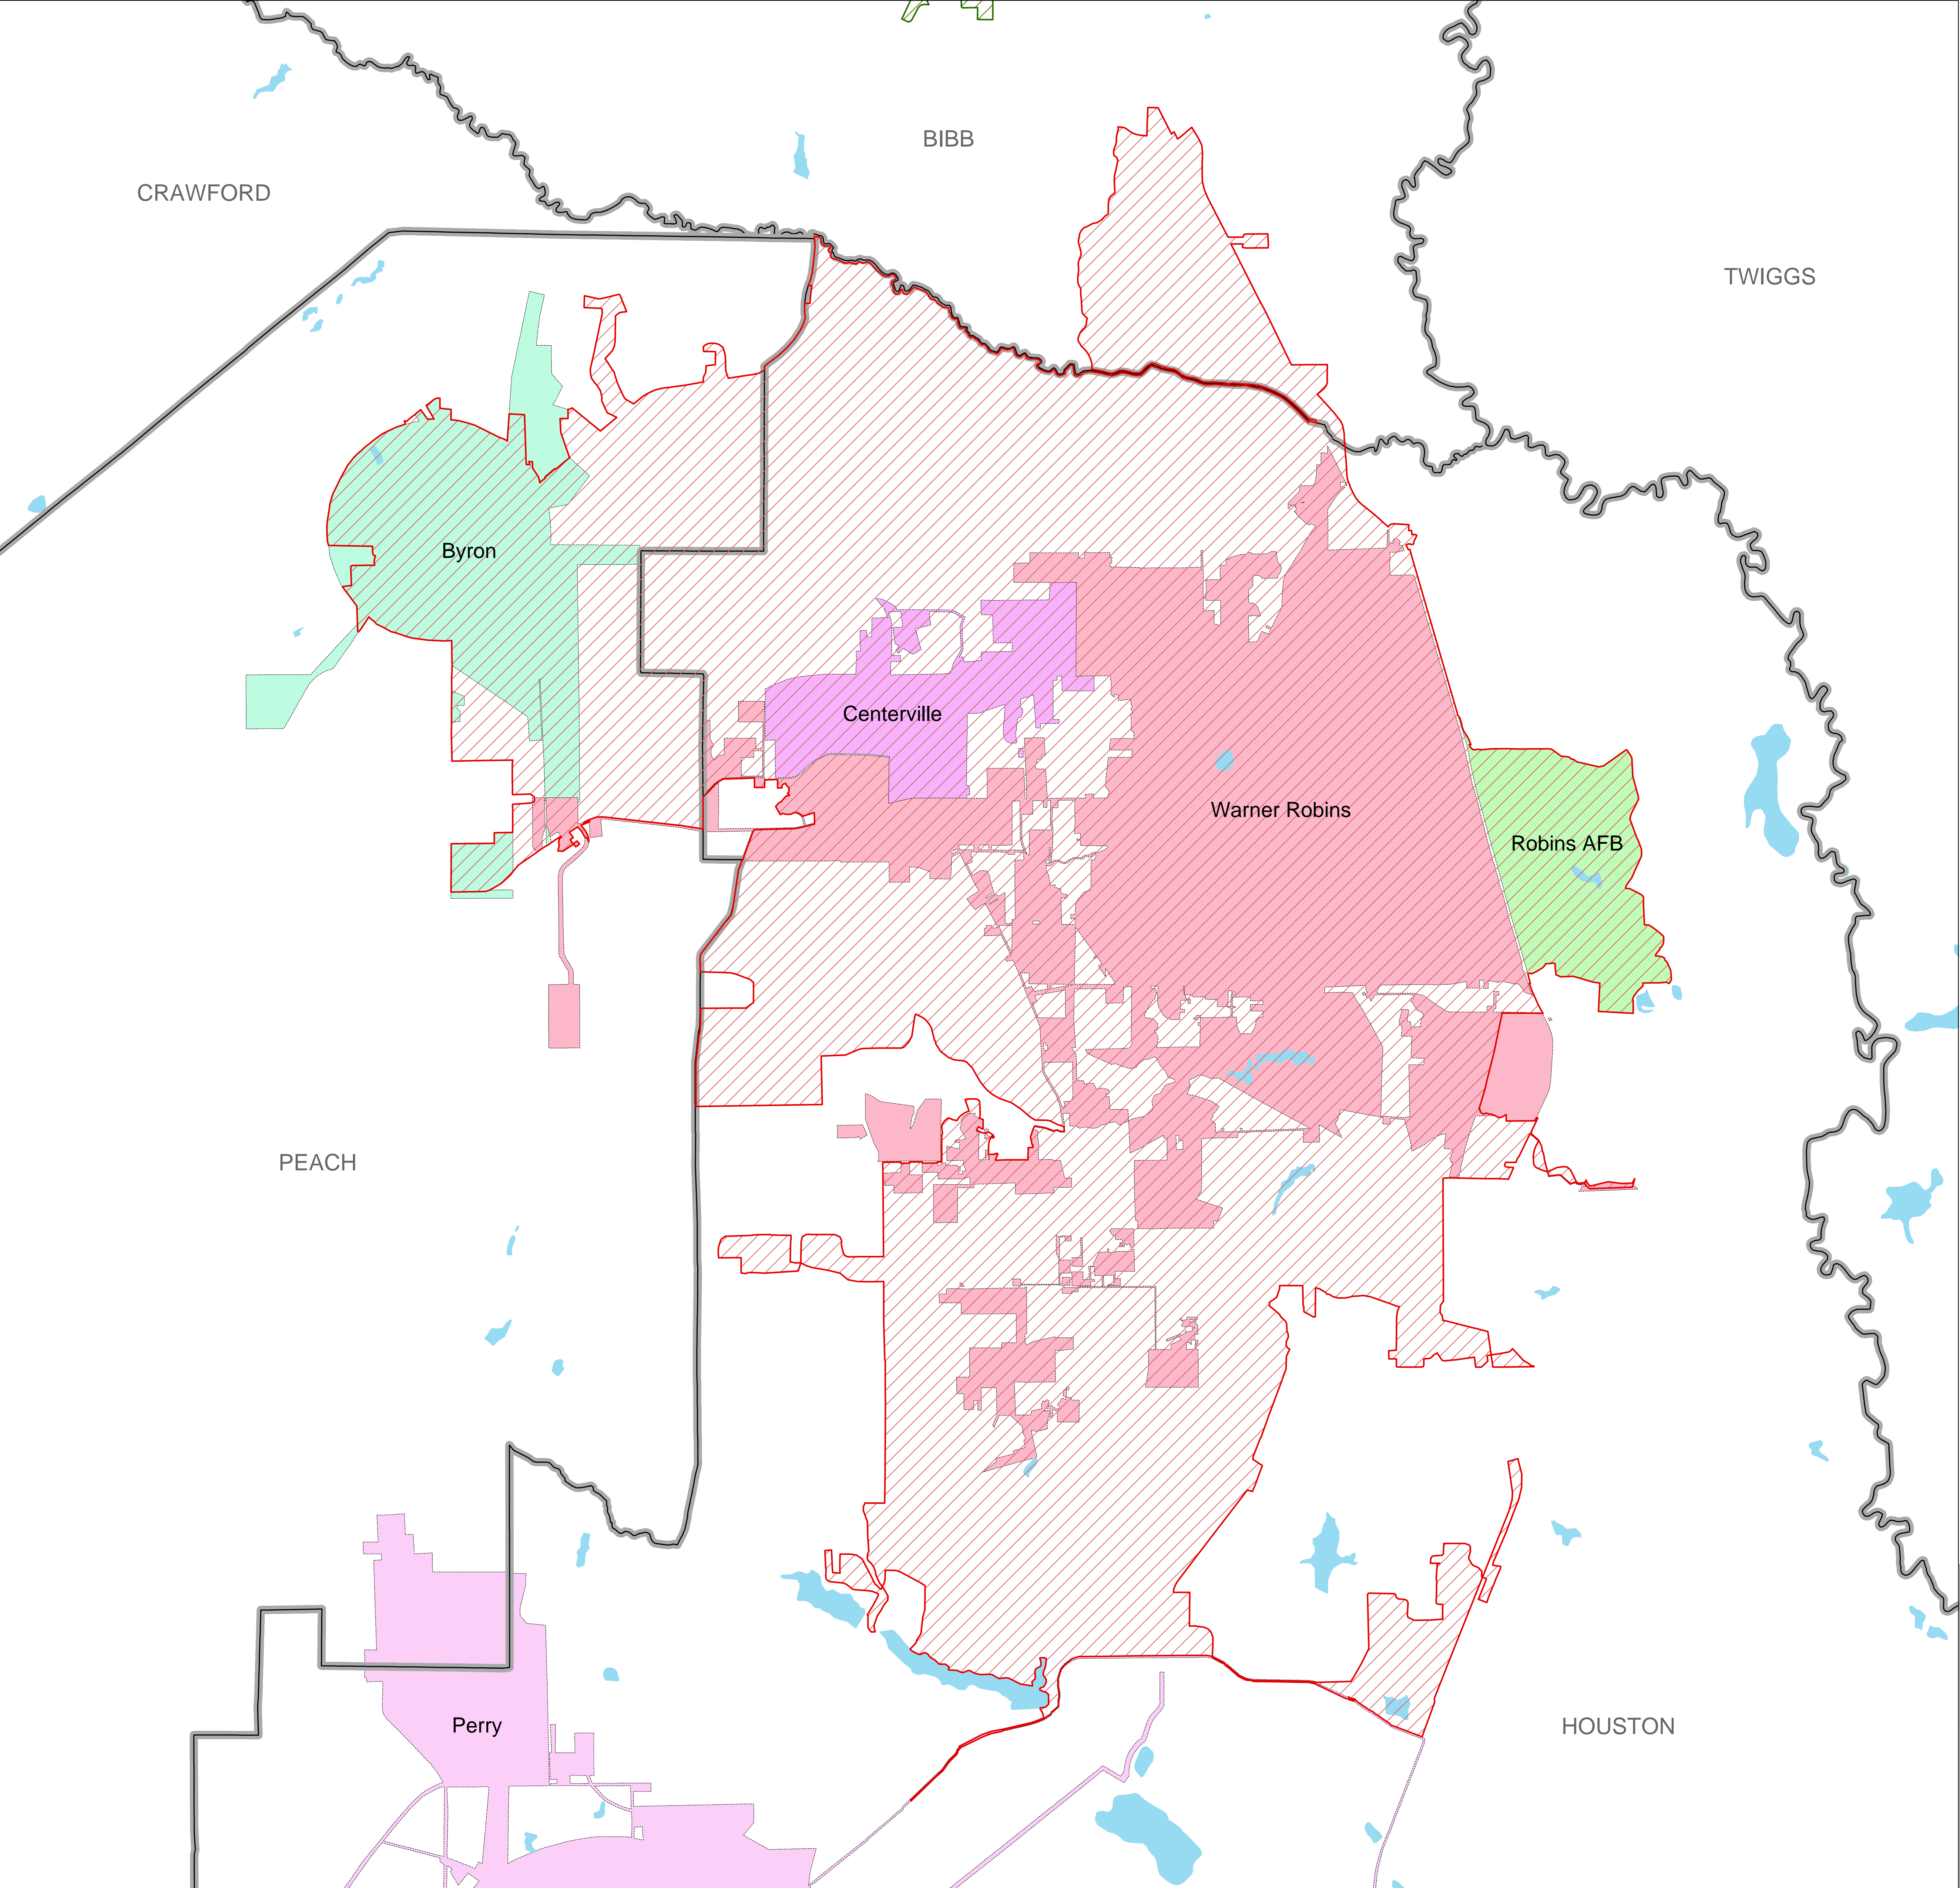 BIBB
CRAWFORD
TWIGGS
Byron
Centerville
Warner Robins
Robins AFB
PEACH
Perry
HOUSTON